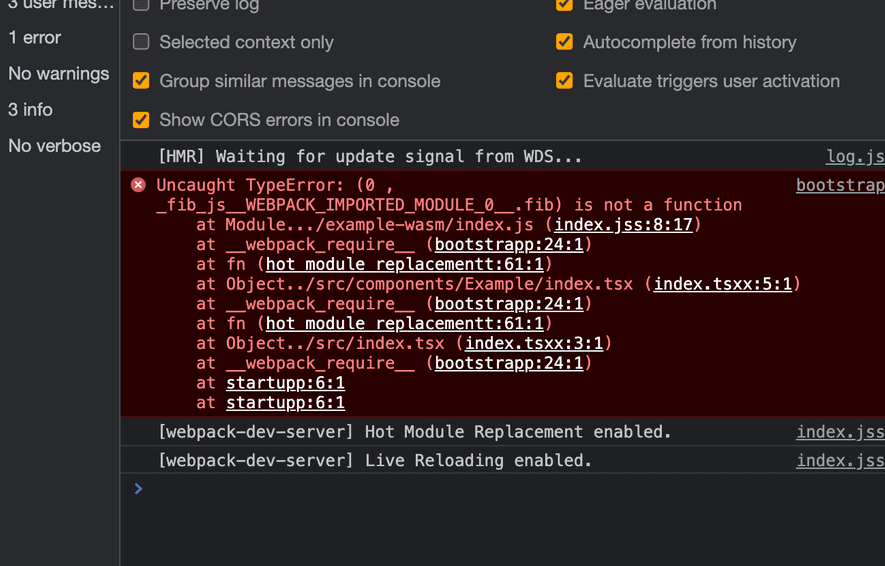 3 user mes...
Preserve log
Eager evaluation
1 error
Selected context only
Autocomplete from history
No warnings
Group similar messages in console
Evaluate triggers user activation
3 info
Show CORS errors in console
No verbose
[HMR] Waiting for update signal from WDS...
log.js
Uncaught TypeError: (0 ,
bootstrap
_fib_js__WEBPACK_IMPORTED_MODULE_0__.fib) is not a function
at Module.../example-wasm/index.js (index.jss:8:17)
at __webpack_require__ (bootstrapp:24:1)
at fn (hot module replacementt:61:1)
at Object../src/components/Example/index.tsx (index.tsxx:5:1)
at __webpack_require__ (bootstrapp:24:1)
at fn (hot module replacementt:61:1)
at Object../src/index.tsx (index.tsxx:3:1)
at __webpack_require__ (bootstrapp:24:1)
at startupp:6:1
at startupp:6:1
[webpack-dev-server] Hot Module Replacement enabled.
index.jss
[webpack-dev-server] Live Reloading enabled.
index.jss